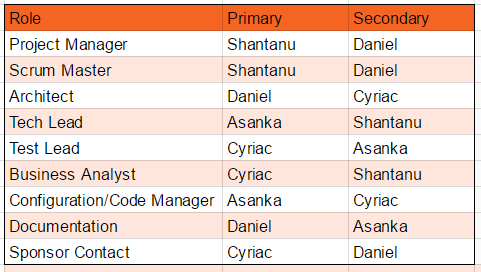 Role Primary Secondary
Project Manager Shantanu Daniel
Scrum Master Shantanu Daniel
Architect Daniel Cyriac
Tech Lead Asanka Shantanu
Test Lead Cyriac Asanka
Business Analyst Cyriac Shantanu
Configuration/Code Manager Asanka Cyriac
Documentation Daniel Asanka
Sponsor Contact Cyriac Daniel